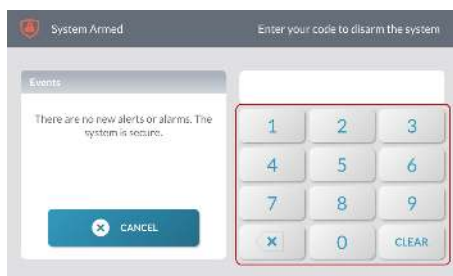 System Armed
Enter your code to disarm the system
Events
There are no new alerts or alarms. The
system is secure.
CANCEL
1 2 3
4 5 6
7 8 9
0 CLEAR